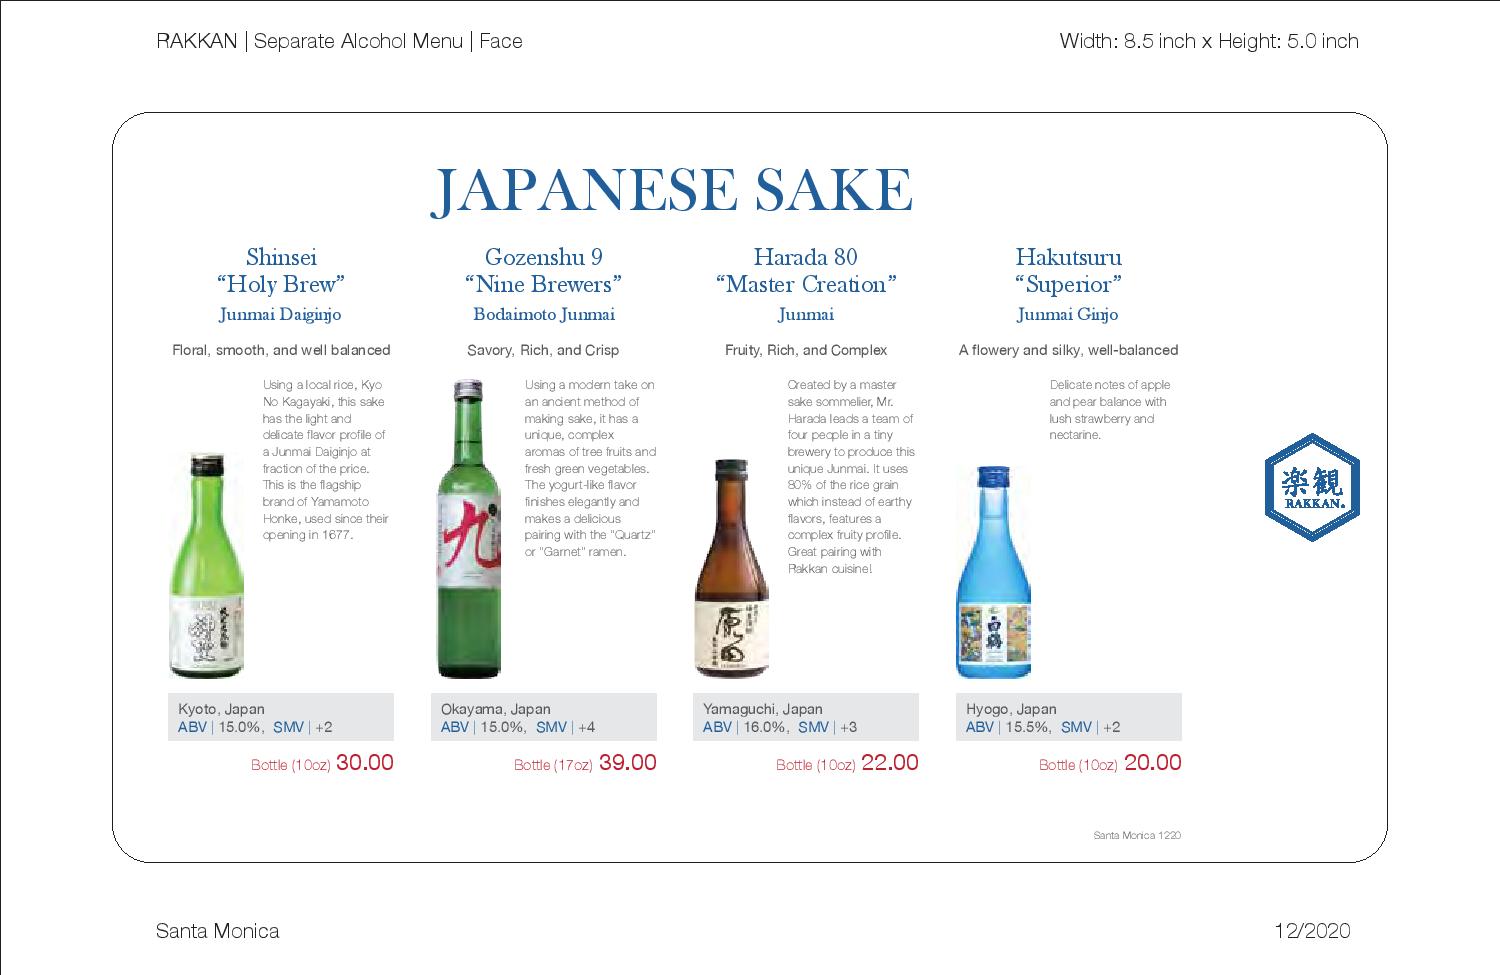 RAKKAN | Separate Alcohol Menu | Face
Width: 8.5 inch x Height: 5.0 inch
JAPANESE SAKE
Shinsei
“Holy Brew”
Junmai Daiginjo
Floral, smooth, and well balanced
Using a local rice, Kyo
No Kagayaki, this sake
has the light and
delicate flavor profile of
a Junmai Daiginjo at
fraction of the price.
This is the flagship
brand of Yamamoto
Honke, used since their
opening in 1677.
Kyoto, Japan
ABV | 15.0%, SMV | +2
Bottle (10oz) 30.00
Gozenshu 9
“Nine Brewers”
Bodaimoto Junmai
Savory, Rich, and Crisp
Using a modern take on
an ancient method of
making sake, it has a
unique, complex
aromas of tree fruits and
fresh green vegetables.
The yogurt-like flavor
finishes elegantly and
makes a delicious
pairing with the "Quartz"
or "Garnet" ramen.
九
Okayama, Japan
ABV | 15.0%, SMV | +4
Bottle (17oz) 39.00
Harada 80
“Master Creation”
Junmai
Fruity, Rich, and Complex
Created by a master
sake sommelier, Mr.
Harada leads a team of
four people in a tiny
brewery to produce this
unique Junmai. It uses
80% of the rice grain
which instead of earthy
flavors, features a
complex fruity profile.
Great pairing with
Rakkan cuisine!
原田
Yamaguchi, Japan
ABV | 16.0%, SMV | +3
Bottle (10oz) 22.00
Hakutsuru
“Superior”
Junmai Ginjo
A flowery and silky, well-balanced
Delicate notes of apple
and pear balance with
lush strawberry and
nectarine.
白鶴
Hyogo, Japan
ABV | 15.5%, SMV | +2
Bottle (10oz) 20.00
楽観
RAKKAN.
Santa Monica 1220
Santa Monica
12/2020